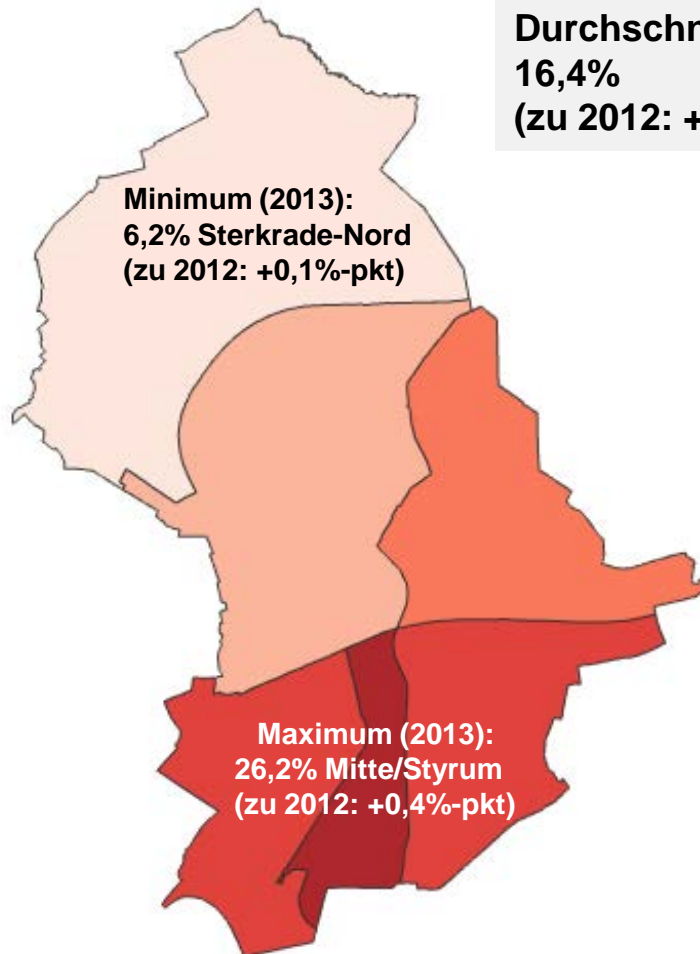 16,4%
(zu 2012:
Minimum (2013):
6,2% Sterkrade-Nord
(zu 2012: +0,1%-pkt)
Maximum (2013):
26,2% Mitte/Styrum
(zu 2012: +0,4%-pkt)